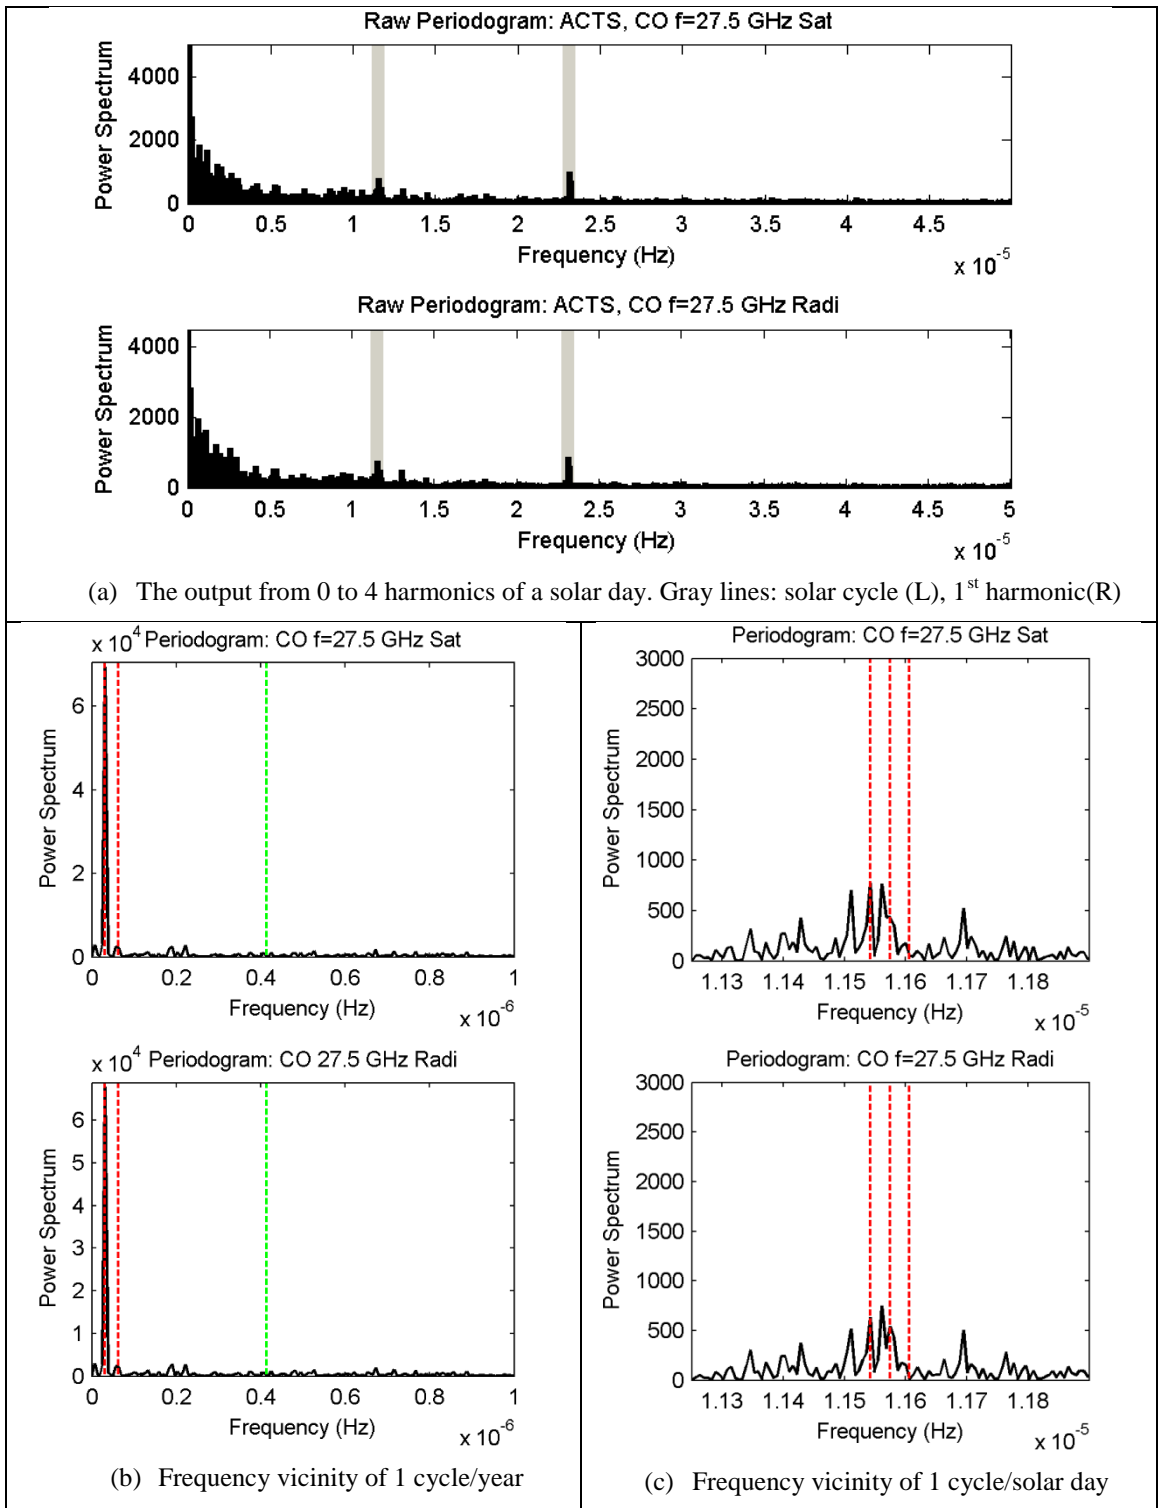 Raw Periodogram: ACTS, CO f=27.5 GHz Sat
Power Spectrum
4000
2000
0
0 0.5 1 1.5 2 2.5 3 3.5 4 4.5
Frequency (Hz)
x 10^-5
Raw Periodogram: ACTS, CO f=27.5 GHz Radi
Power Spectrum
4000
2000
0
0 0.5 1 1.5 2 2.5 3 3.5 4 4.5 5
Frequency (Hz)
x 10^-5
(a) The output from 0 to 4 harmonics of a solar day. Gray lines: solar cycle (L), 1st harmonic(R)
x 10^4 Periodogram: CO f=27.5 GHz Sat
Power Spectrum
6
4
2
0
0 0.2 0.4 0.6 0.8 1
Frequency (Hz)
x 10^-6
x 10^4 Periodogram: CO 27.5 GHz Radi
Power Spectrum
6
5
4
3
2
1
0
0 0.2 0.4 0.6 0.8 1
Frequency (Hz)
x 10^-6
(b) Frequency vicinity of 1 cycle/year
Periodogram: CO f=27.5 GHz Sat
Power Spectrum
3000
2500
2000
1500
1000
500
0
1.13 1.14 1.15 1.16 1.17 1.18
Frequency (Hz)
x 10^-5
Periodogram: CO f=27.5 GHz Radi
Power Spectrum
3000
2500
2000
1500
1000
500
0
1.13 1.14 1.15 1.16 1.17 1.18
Frequency (Hz)
x 10^-5
(c) Frequency vicinity of 1 cycle/solar day